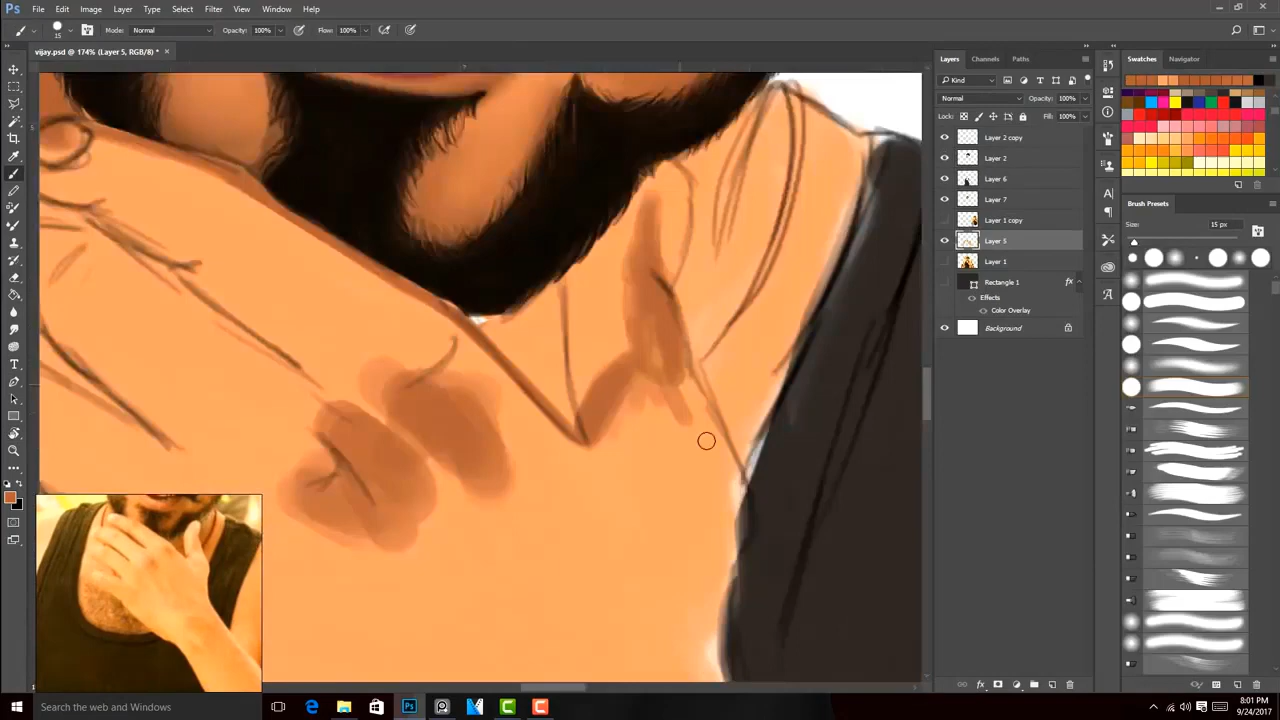 Ps File Edit Image Layer Type Select Filter View Window Help
15 Mode: Normal Opacity: 100% Flow: 100%
vijay.psd @ 174% (Layer 5, RGB/8) *
Layers Channels Paths
Kind
Normal Opacity: 100%
Lock: Fill: 100%
Layer 2 copy
Layer 2
Layer 6
Layer 7
Layer 1 copy
Layer 5
Layer 1
Rectangle 1 fx
Effects
Color Overlay
Background
Swatches Navigator
Brush Presets
Size: 15 px
Search the web and Windows
8:01 PM
9/24/2017